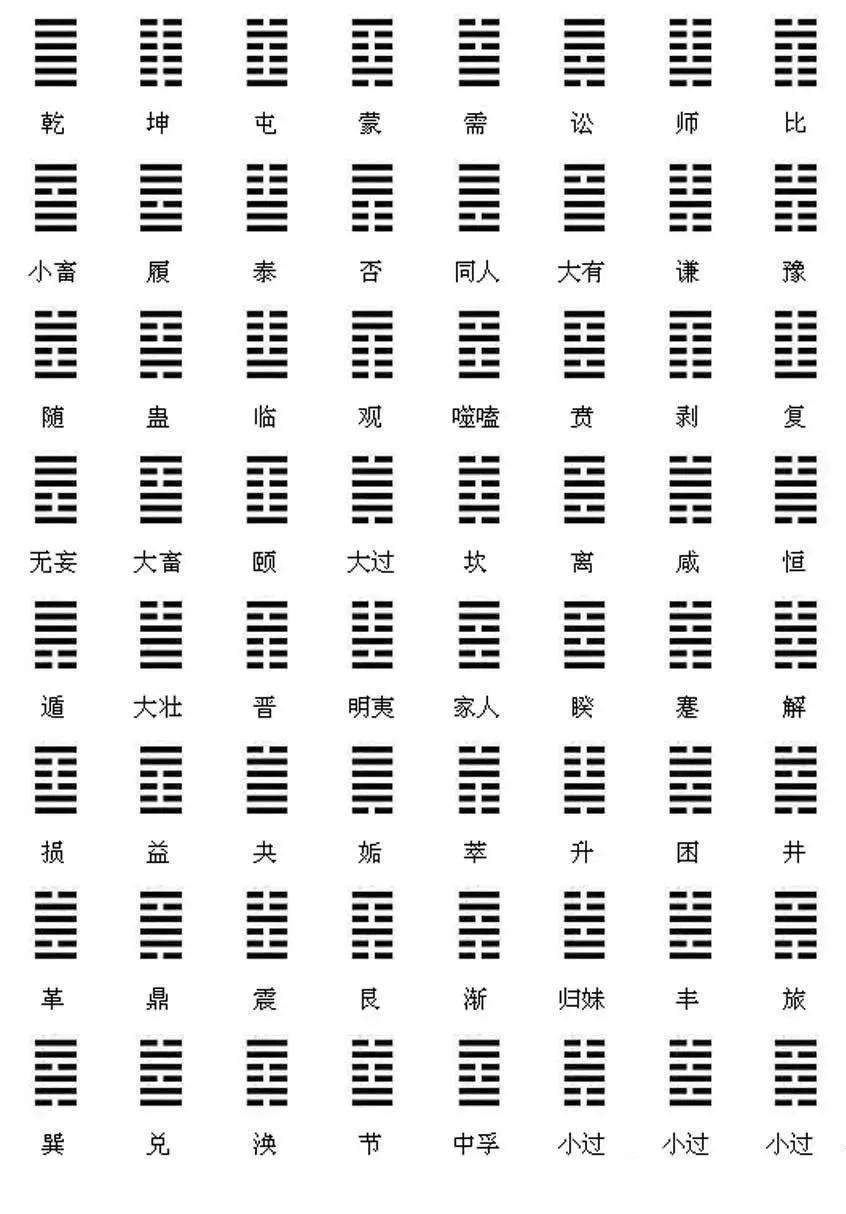 乾 坤 屯 蒙 需 讼 师 比
小畜 履 泰 否 同人 大有 谦 豫
随 蛊 临 观 噬嗑 贲 剥 复
无妄 大畜 颐 大过 坎 离 咸 恒
遁 大壮 晋 明夷 家人 睽 蹇 解
损 益 夬 姤 萃 升 困 井
革 鼎 震 艮 渐 归妹 丰 旅
巽 兑 涣 节 中孚 小过 小过 小过